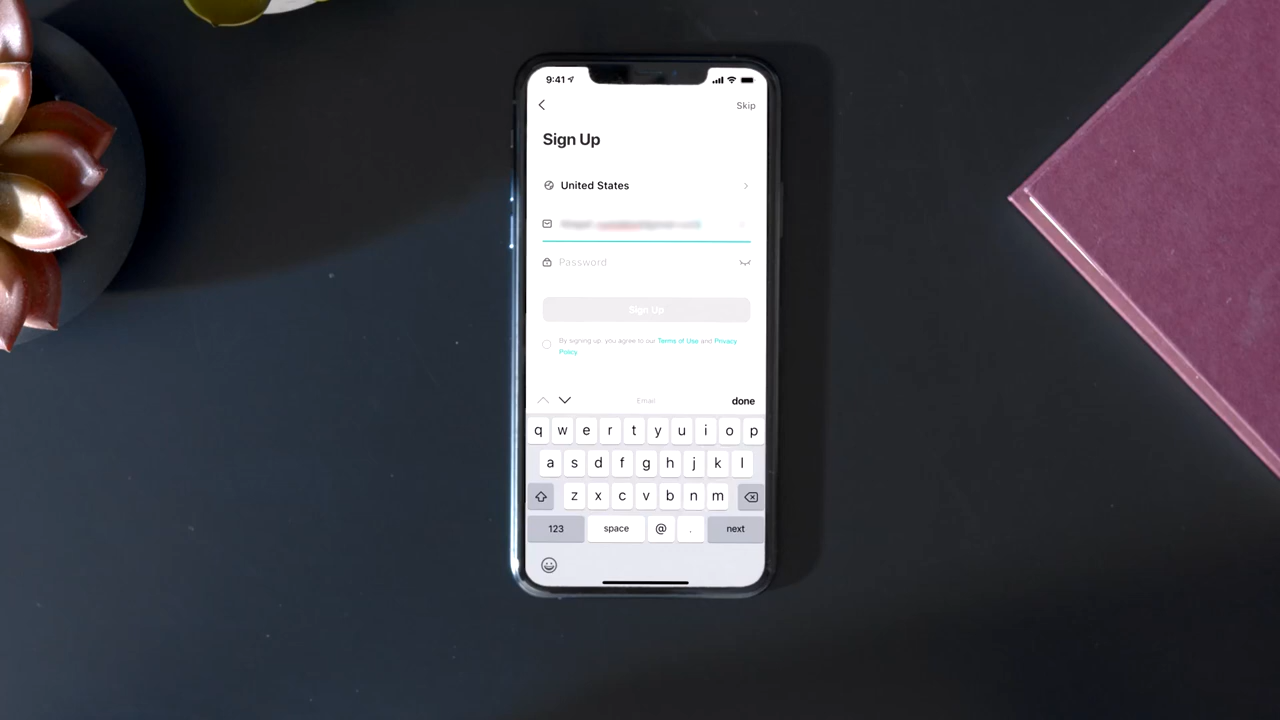 9:41
Skip
Sign Up
United States
Password
Sign Up
By signing up, you agree to our Terms of Use and Privacy
Policy.
Email
done
q w e r t y u i o p
a s d f g h j k l
z x c v b n m
123 space @ . next